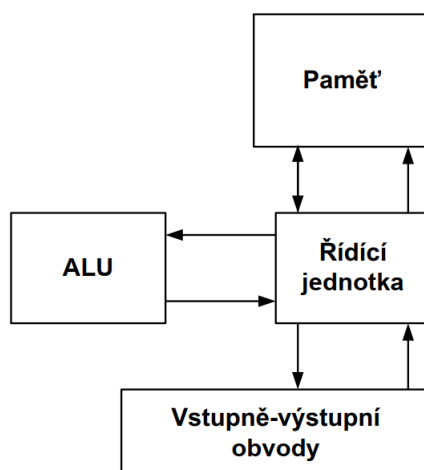 Paměť
ALU
Řídící
jednotka
Vstupně-výstupní
obvody